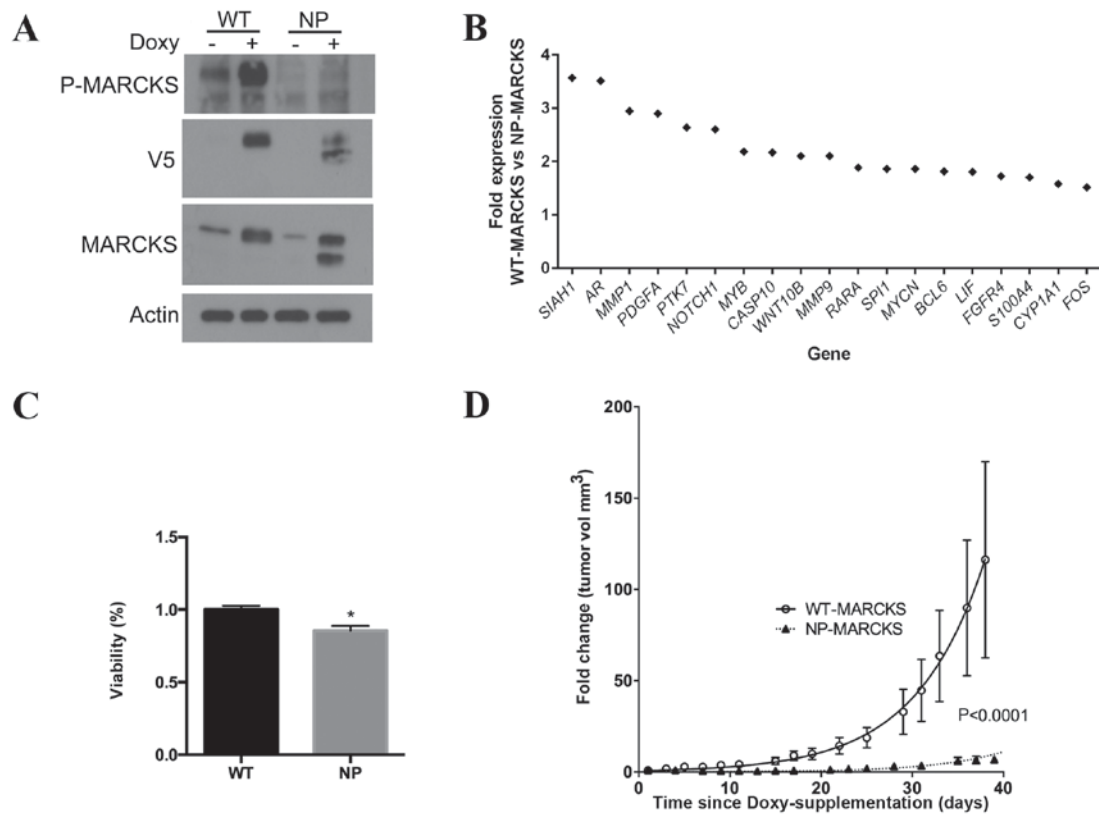 A
WT NP
Doxy - + - +
P-MARCKS
V5
MARCKS
Actin
B
Fold expression
WT-MARCKS vs NP-MARCKS
4
3
2
1
0
SIAH1
AR
MMP1
PDGFA
PTK7
NOTCH1
MYB
CASP10
WNT10B
MMP9
RARA
SPI1
MYCN
BCL6
LIF
FGFR4
S100A4
CYP1A1
FOS
Gene
C
Viability (%)
1.5
1.0
0.5
0.0
*
WT NP
D
Fold change (tumor vol mm³)
200
150
100
50
0
WT-MARCKS
NP-MARCKS
P<0.0001
0 10 20 30 40
Time since Doxy-supplementation (days)